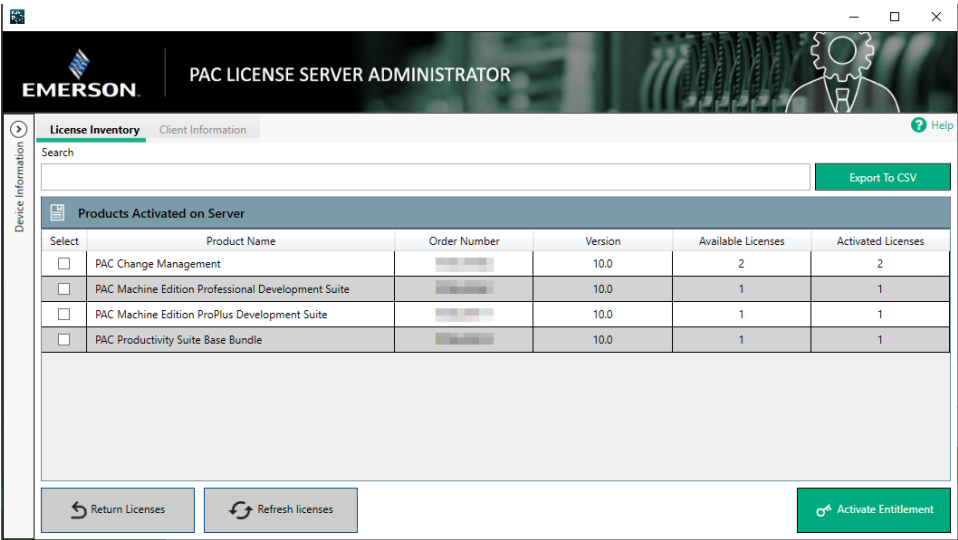 EMERSON.
PAC LICENSE SERVER ADMINISTRATOR
Device Information
License Inventory Client Information
Help
Search
Export To CSV
Products Activated on Server
Select Product Name Order Number Version Available Licenses Activated Licenses
PAC Change Management 10.0 2 2
PAC Machine Edition Professional Development Suite 10.0 1 1
PAC Machine Edition ProPlus Development Suite 10.0 1 1
PAC Productivity Suite Base Bundle 10.0 1 1
Return Licenses Refresh licenses Activate Entitlement